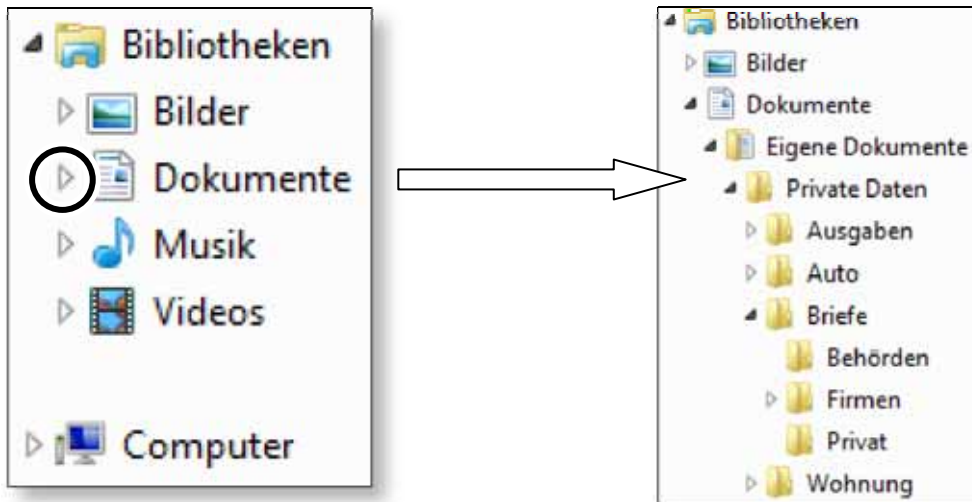 Bibliotheken
Bilder
Dokumente
Musik
Videos
Computer
Bibliotheken
Bilder
Dokumente
Eigene Dokumente
Private Daten
Ausgaben
Auto
Briefe
Behörden
Firmen
Privat
Wohnung